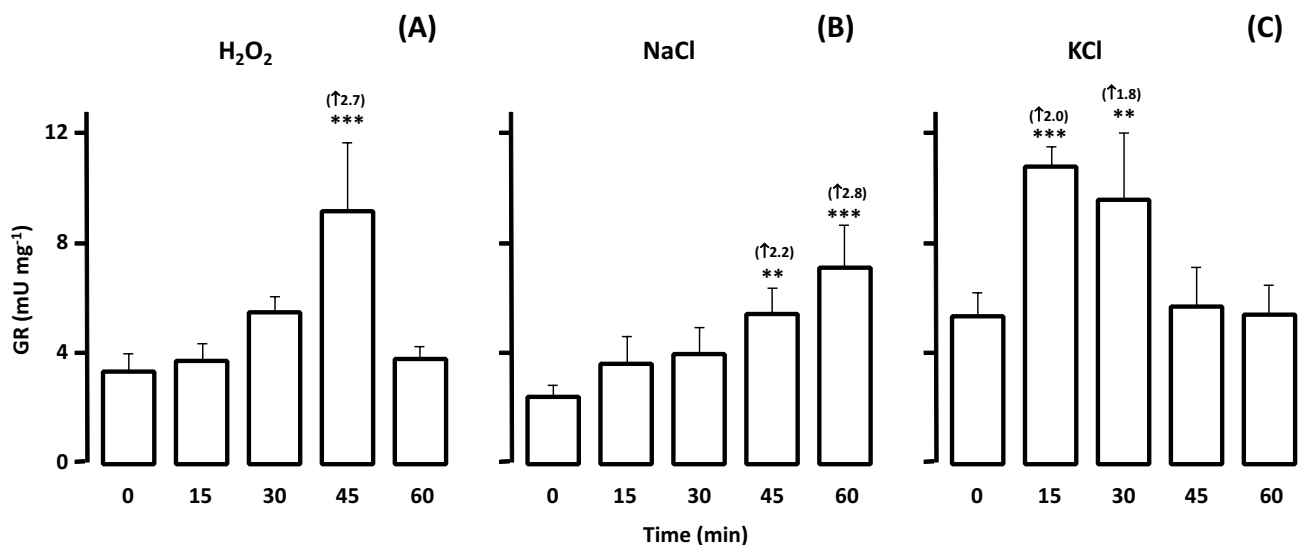 (A)
H₂O₂
(B)
NaCl
(C)
KCl
GR (mU mg⁻¹)
12
8
4
0
(↑2.7)
***
0 15 30 45 60
(↑2.2)
**
(↑2.8)
***
0 15 30 45 60
(↑2.0)
***
(↑1.8)
**
0 15 30 45 60
Time (min)